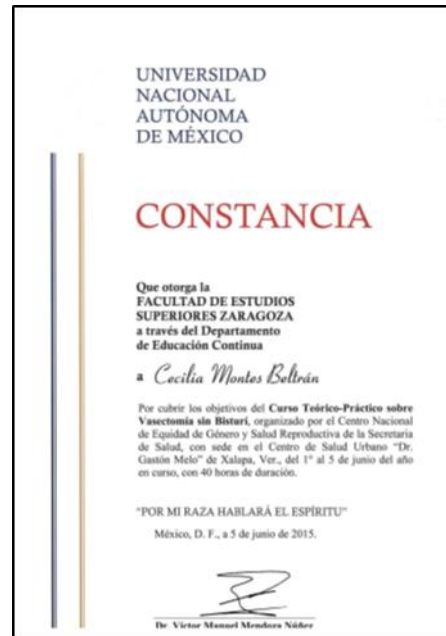 UNIVERSIDAD
NACIONAL
AUTÓNOMA
DE MÉXICO
CONSTANCIA
Que otorga la
FACULTAD DE ESTUDIOS
SUPERIORES ZARAGOZA
a través del Departamento
de Educación Continua
a Cecilia Montes Beltrán
Por cubrir los objetivos del Curso Teórico-Práctico sobre
Vasectomía sin Bisturí, organizado por el Centro Nacional
de Equidad de Género y Salud Reproductiva de la Secretaria
de Salud, con sede en el Centro de Salud Urbano "Dr.
Gastón Melo" de Xalapa, Ver., del 1° al 5 de junio del año
en curso, con 40 horas de duración.
"POR MI RAZA HABLARÁ EL ESPÍRITU"
México, D. F., a 5 de junio de 2015.
Dr. Víctor Manuel Mendoza Núñez